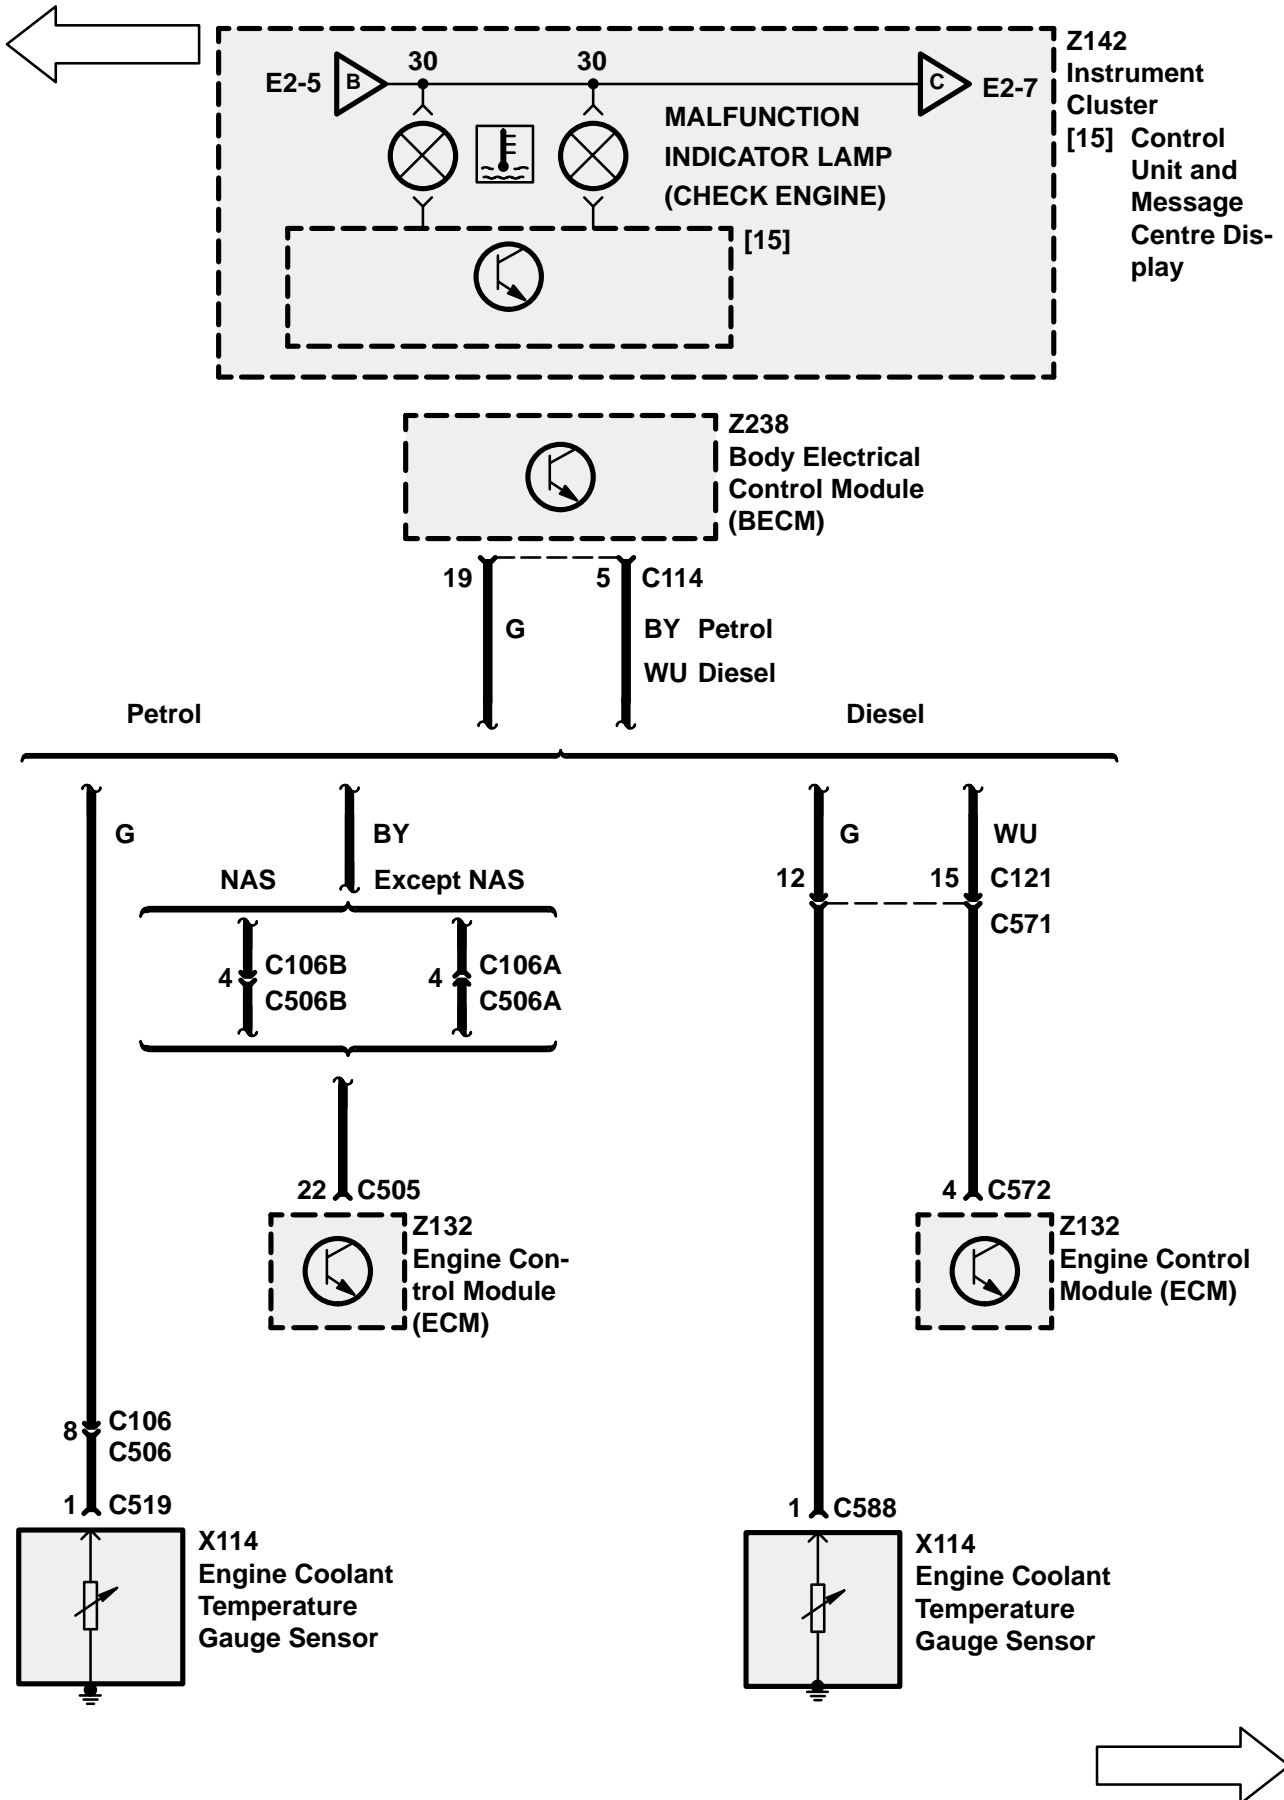 Z142
Instrument
Cluster
[15] Control
Unit and
Message
Centre Dis-
play
E2-5 B 30 30 C E2-7
MALFUNCTION
INDICATOR LAMP
(CHECK ENGINE)
[15]
Z238
Body Electrical
Control Module
(BECM)
19 5 C114
G BY Petrol
WU Diesel
Petrol Diesel
G BY G WU
NAS Except NAS
12 15 C121
C571
4 C106B
C506B
4 C106A
C506A
22 C505
Z132
Engine Con-
trol Module
(ECM)
4 C572
Z132
Engine Control
Module (ECM)
8 C106
C506
1 C519
X114
Engine Coolant
Temperature
Gauge Sensor
1 C588
X114
Engine Coolant
Temperature
Gauge Sensor